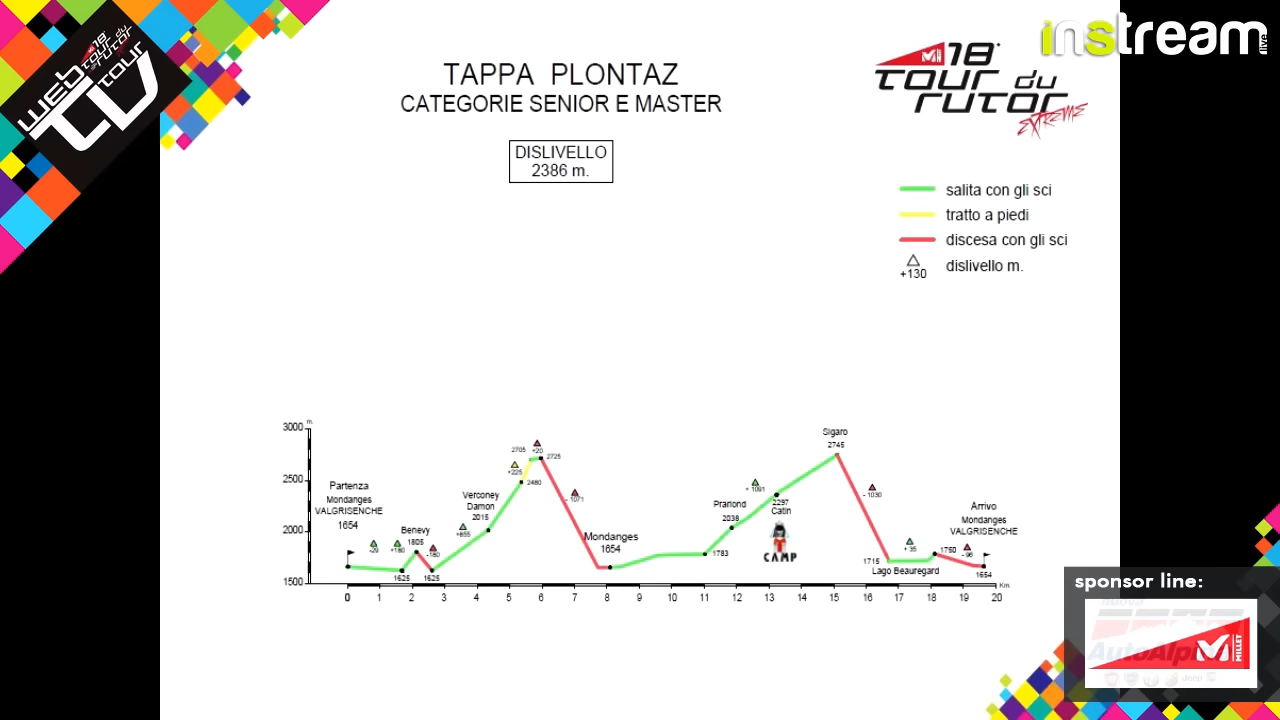 WEB
TV
18°
TOUR DU
RUTOR
TOUR
instream
live
TAPPA PLONTAZ
CATEGORIE SENIOR E MASTER
18°
TOUR DU
RUTOR
EXTREME
DISLIVELLO
2386 m.
salita con gli sci
tratto a piedi
discesa con gli sci
+130 dislivello m.
m.
3000
2500
2000
1500
Partenza
Mondanges
VALGRISENCHE
1654
-29
+180
1625
Benevy
1805
-180
1625
+855
Verconey
Damon
2015
2480
+225
2705
+20
2725
- 1071
Mondanges
1654
1783
Prariond
2038
+ 1091
2297
Catin
CAMP
Sigaro
2745
- 1030
1715
Lago Beauregard
+ 35
1750
- 96
Arrivo
Mondanges
VALGRISENCHE
1654
0 1 2 3 4 5 6 7 8 9 10 11 12 13 14 15 16 17 18 19 20
Km.
sponsor line:
nuova
AutoAlpina
MILLET
Jeep